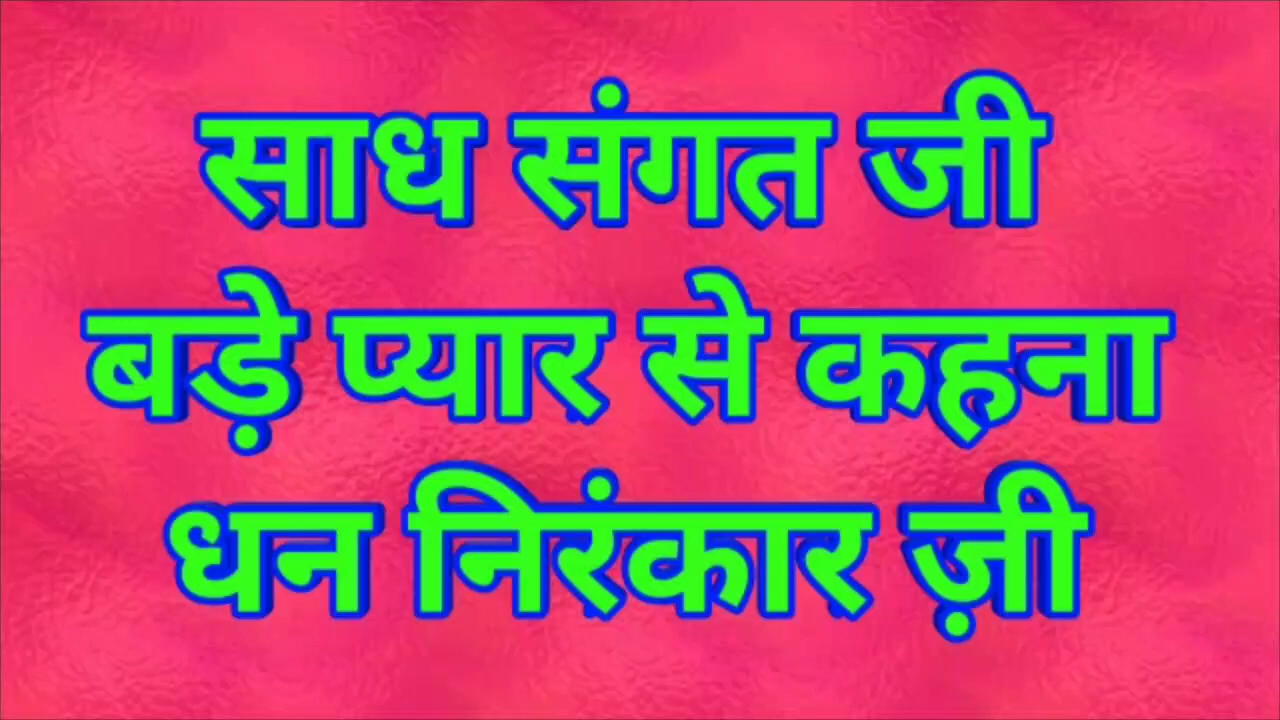 साध संगत जी
बड़े प्यार से कहना
धन निरंकार ज़ी